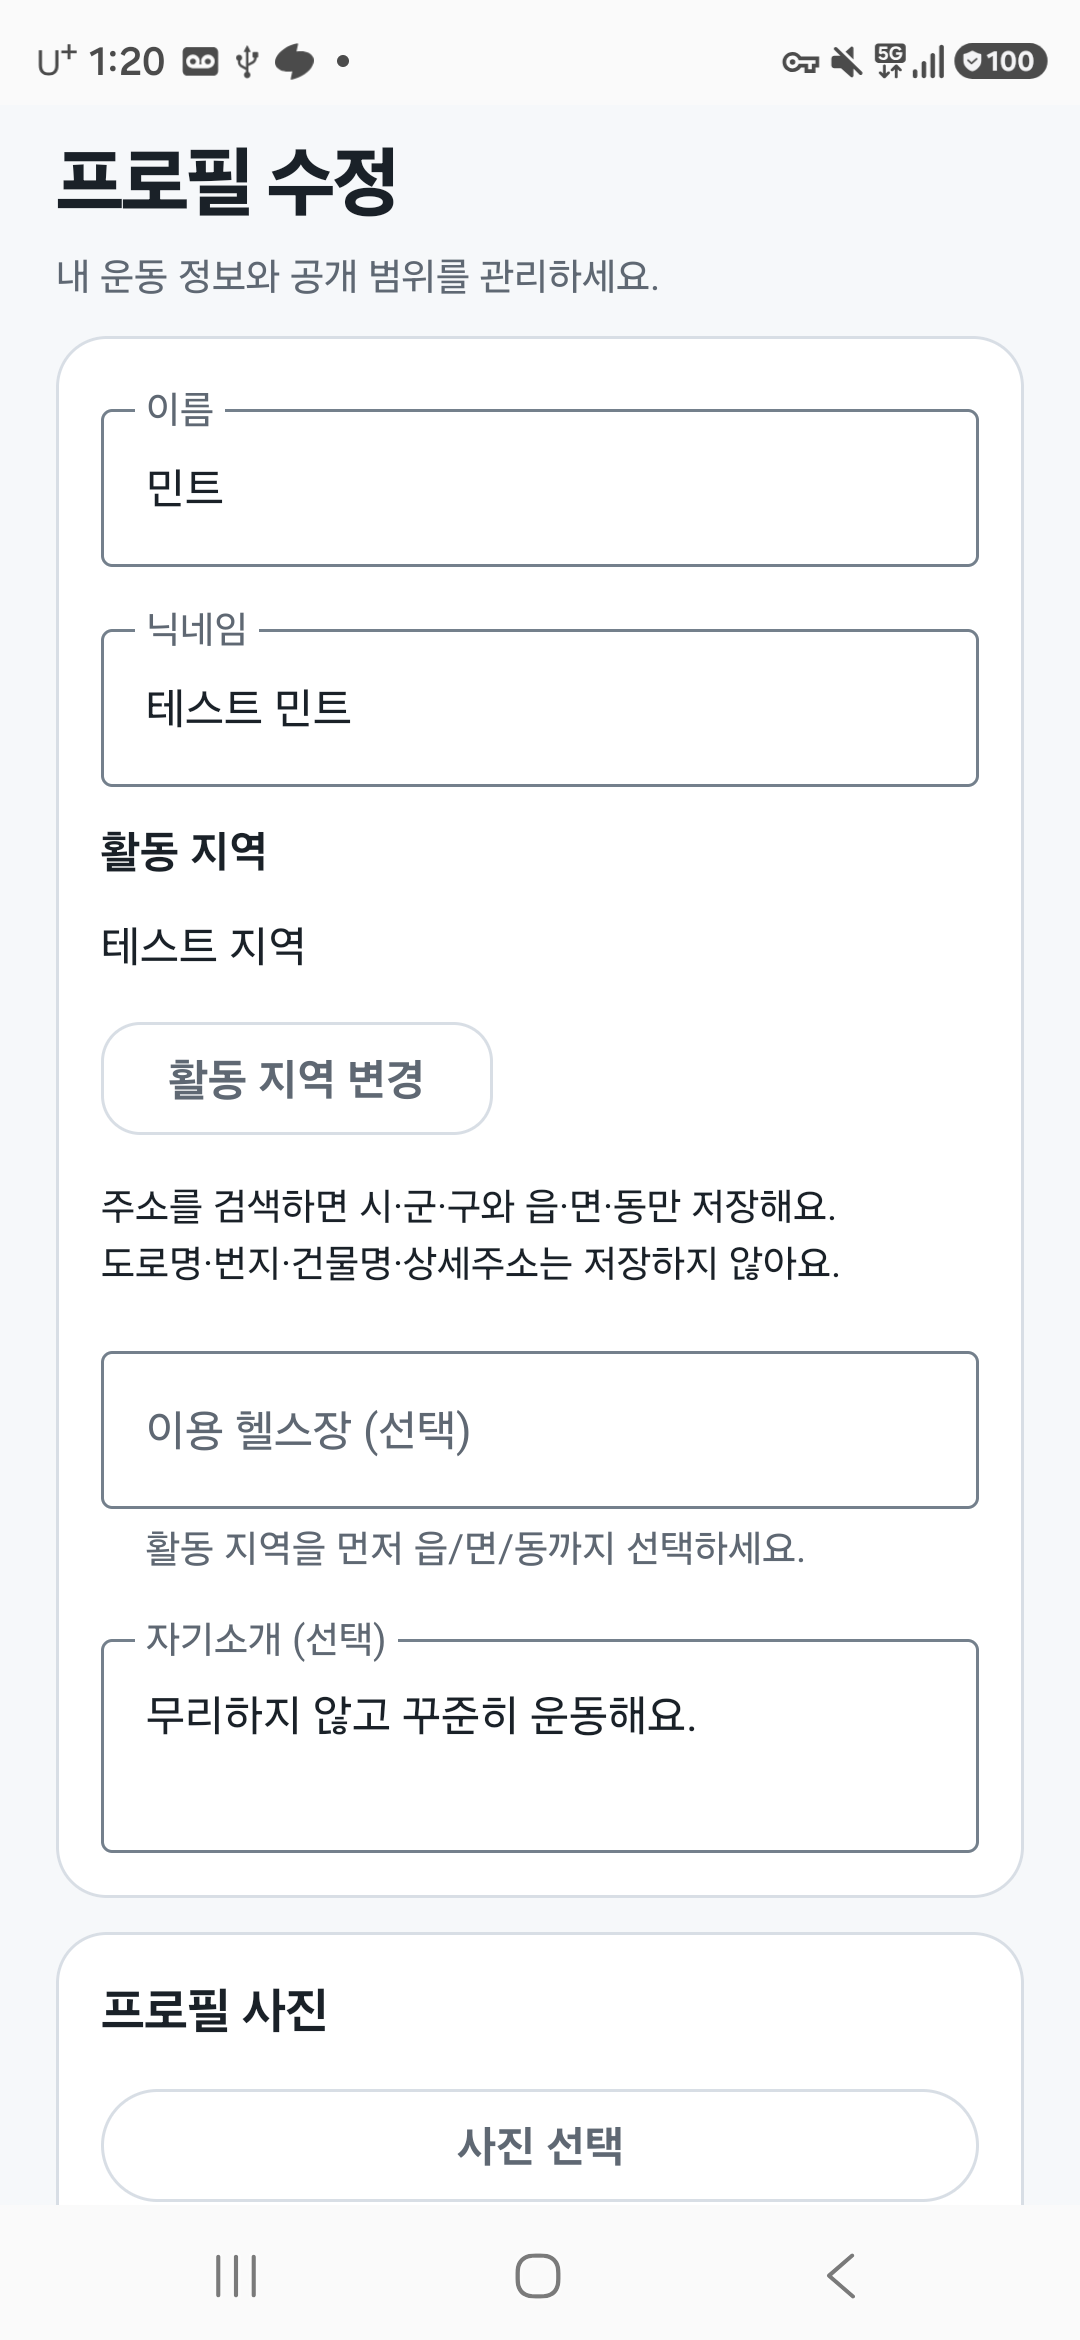 U+ 1:20 5G 100
프로필 수정
내 운동 정보와 공개 범위를 관리하세요.
이름
민트
닉네임
테스트 민트
활동 지역
테스트 지역
활동 지역 변경
주소를 검색하면 시·군·구와 읍·면·동만 저장해요.
도로명·번지·건물명·상세주소는 저장하지 않아요.
이용 헬스장 (선택)
활동 지역을 먼저 읍/면/동까지 선택하세요.
자기소개 (선택)
무리하지 않고 꾸준히 운동해요.
프로필 사진
사진 선택